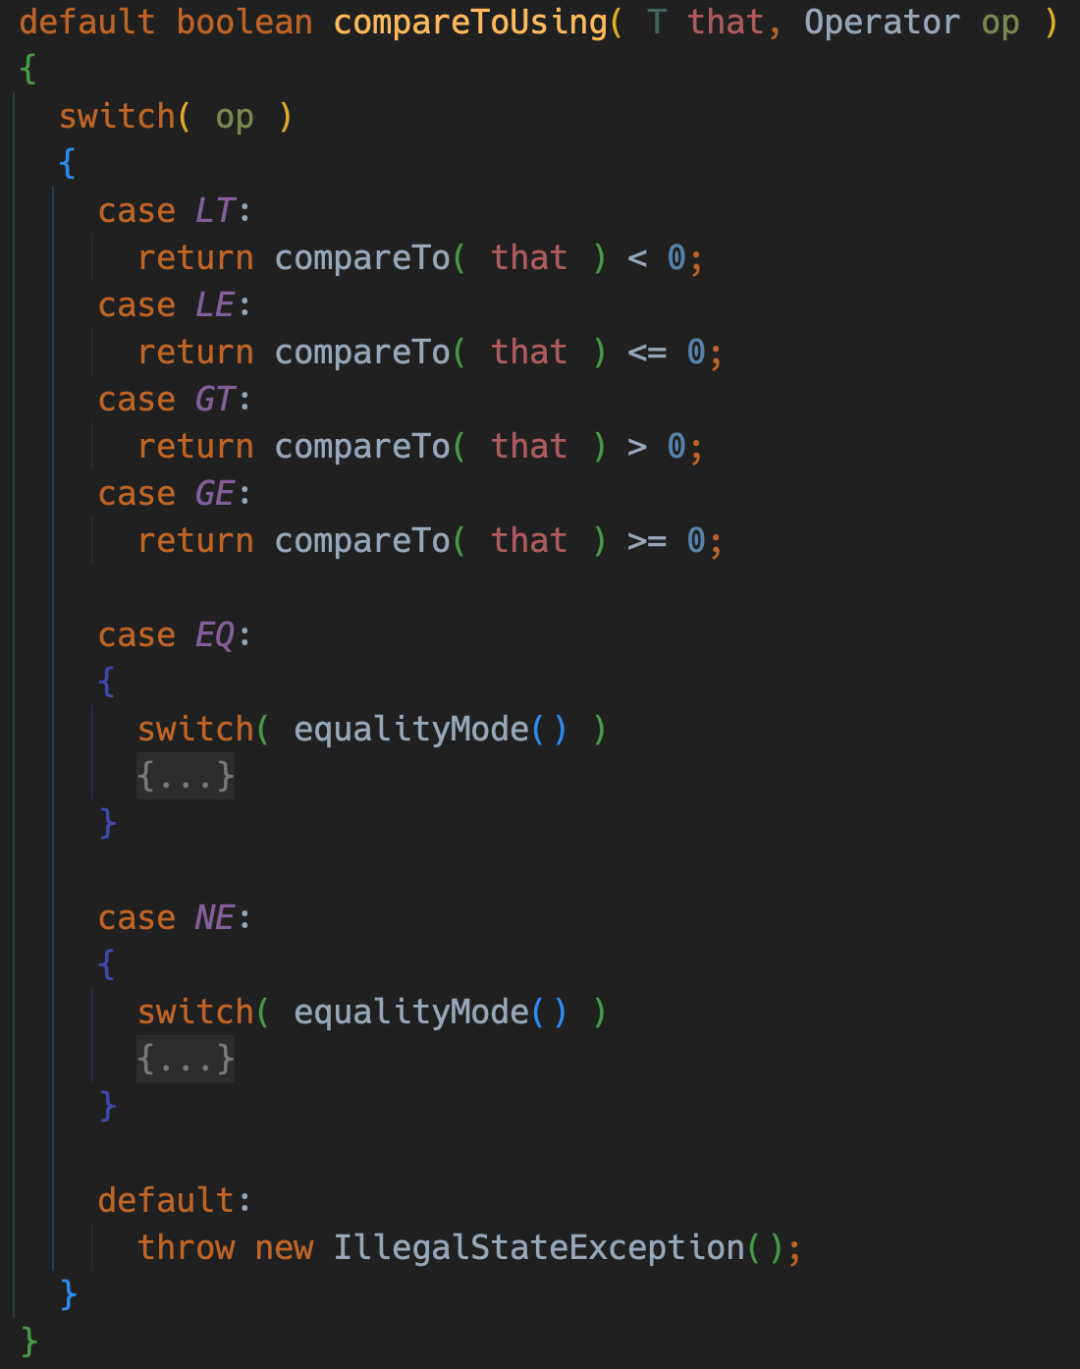 default boolean compareToUsing( T that, Operator op )
{
  switch( op )
  {
    case LT:
      return compareTo( that ) < 0;
    case LE:
      return compareTo( that ) <= 0;
    case GT:
      return compareTo( that ) > 0;
    case GE:
      return compareTo( that ) >= 0;

    case EQ:
    {
      switch( equalityMode() )
      {...}
    }

    case NE:
    {
      switch( equalityMode() )
      {...}
    }

    default:
      throw new IllegalStateException();
  }
}